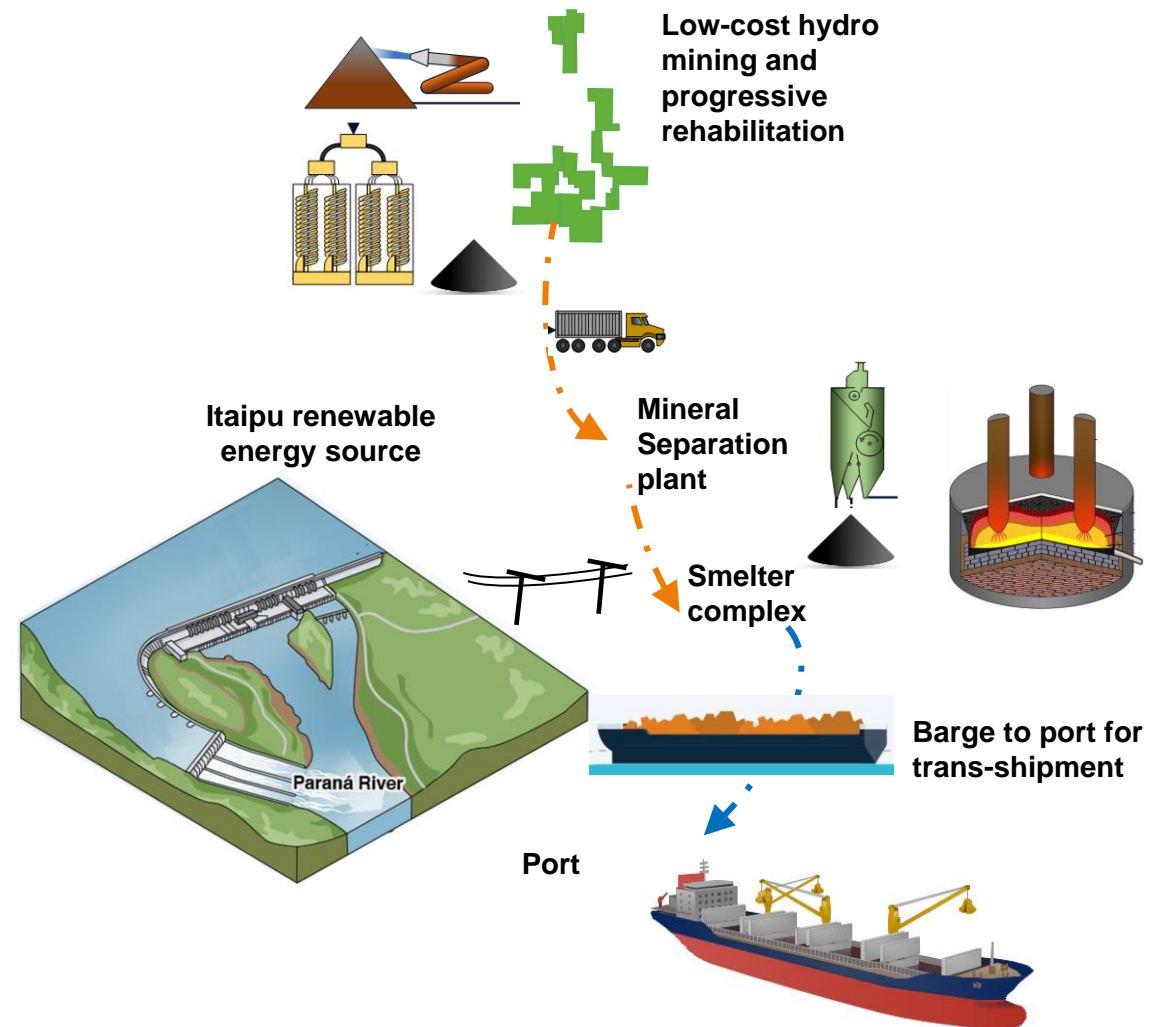 Low-cost hydro
mining and
progressive
rehabilitation
Itaipu renewable
energy source
Mineral
Separation
plant
Smelter
complex
Paraná River
Barge to port for
trans-shipment
Port